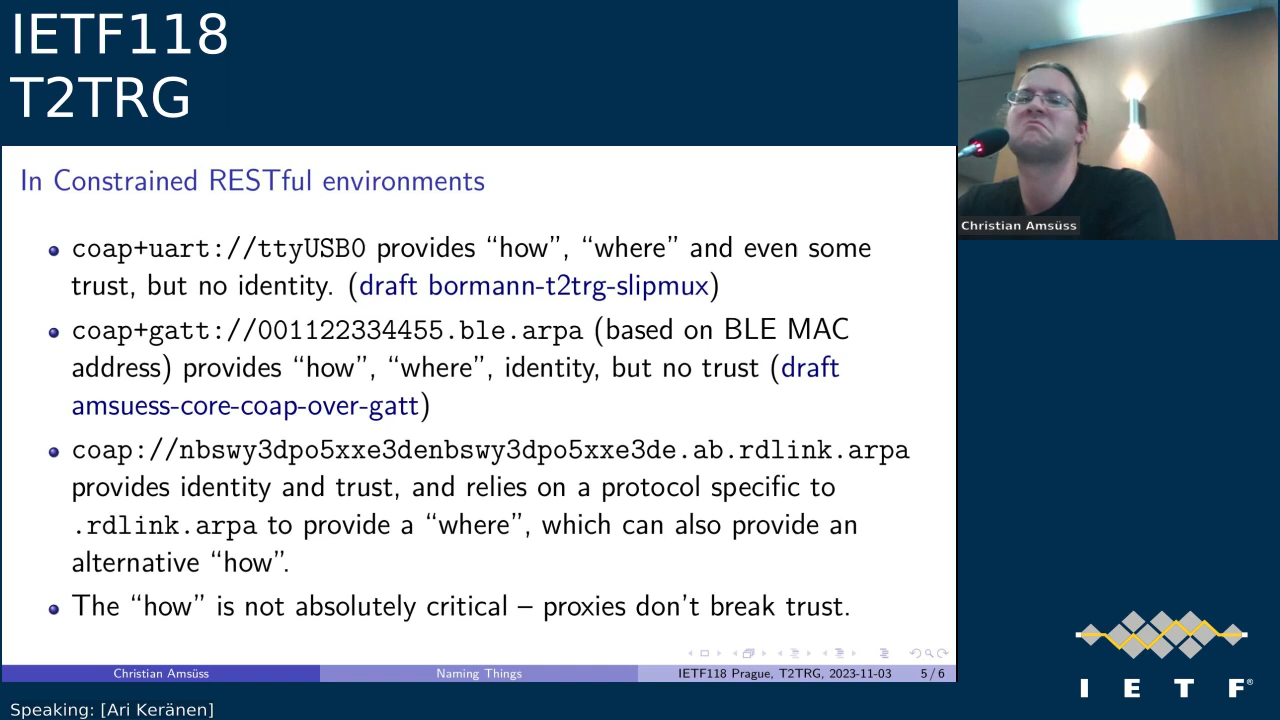 IETF118
T2TRG
In Constrained RESTful environments
coap+uart://ttyUSB0 provides “how”, “where” and even some
trust, but no identity. (draft bormann-t2trg-slipmux)
coap+gatt://001122334455.ble.arpa (based on BLE MAC
address) provides “how”, “where”, identity, but no trust (draft
amsuess-core-coap-over-gatt)
coap://nbswy3dpo5xxe3denbswy3dpo5xxe3de.ab.rdlink.arpa
provides identity and trust, and relies on a protocol specific to
.rdlink.arpa to provide a “where”, which can also provide an
alternative “how”.
The “how” is not absolutely critical – proxies don’t break trust.
Christian Amsüss
Naming Things
IETF118 Prague, T2TRG, 2023-11-03
5 / 6
Christian Amsüss
I E T F®
Speaking: [Ari Keränen]